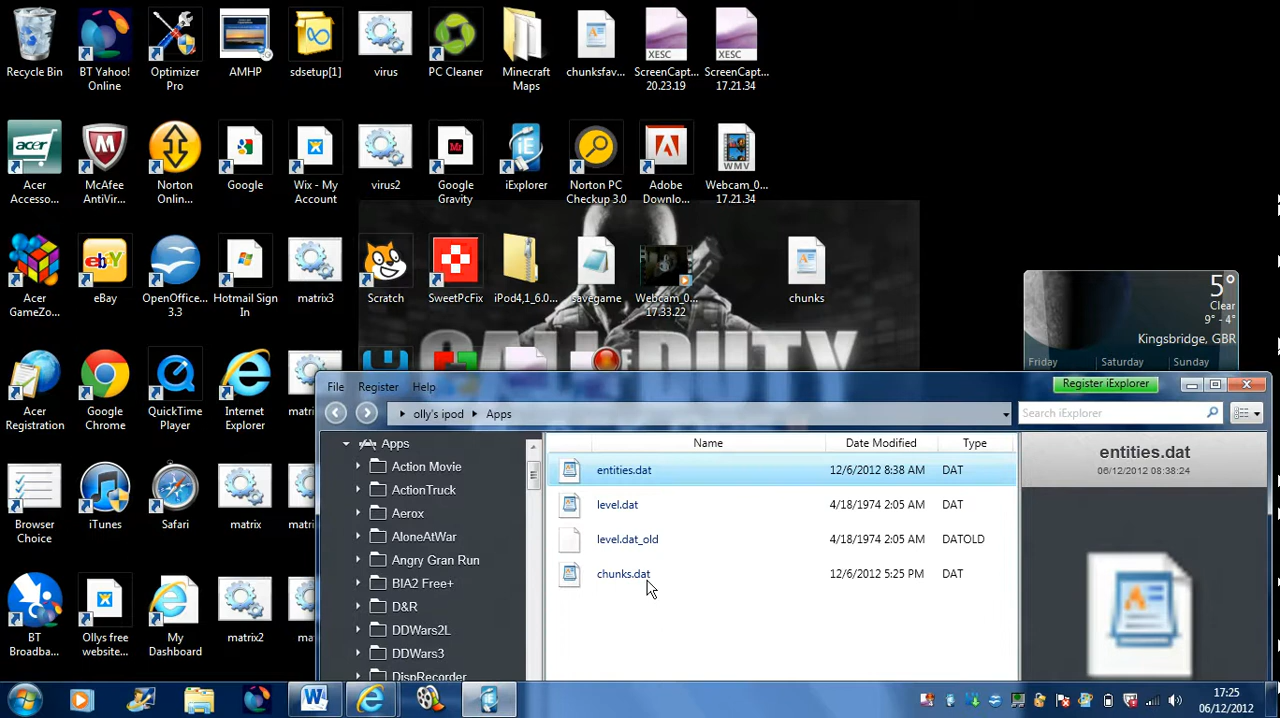 Recycle Bin
BT Yahoo! Online
Optimizer Pro
AMHP
sdsetup[1]
virus
PC Cleaner
Minecraft Maps
chunksfav...
XESC
ScreenCapt... 20.23.19
XESC
ScreenCapt... 17.21.34
acer
Acer Accesso...
McAfee AntiVir...
Norton Onlin...
Google
Wix - My Account
virus2
Google Gravity
iExplorer
Norton PC Checkup 3.0
Adobe Downlo...
WMV
Webcam_0... 17.21.34
Acer GameZo...
eBay
OpenOffice... 3.3
Hotmail Sign In
matrix3
Scratch
SweetPcFix
iPod4,1_6.0...
savegame
Webcam_0... 17.33.22
chunks
CALL OF DUTY
5°
Clear
9° - 4°
Kingsbridge, GBR
Friday Saturday Sunday
Acer Registration
Google Chrome
QuickTime Player
Internet Explorer
Browser Choice
iTunes
Safari
matrix
BT Broadba...
Ollys free website...
My Dashboard
matrix2
File Register Help
Register iExplorer
olly's ipod Apps
Search iExplorer
Apps
Action Movie
ActionTruck
Aerox
AloneAtWar
Angry Gran Run
BIA2 Free+
D&R
DDWars2L
DDWars3
DispRecorder
Name Date Modified Type
entities.dat 12/6/2012 8:38 AM DAT
level.dat 4/18/1974 2:05 AM DAT
level.dat_old 4/18/1974 2:05 AM DATOLD
chunks.dat 12/6/2012 5:25 PM DAT
entities.dat
06/12/2012 08:38:24
17:25
06/12/2012